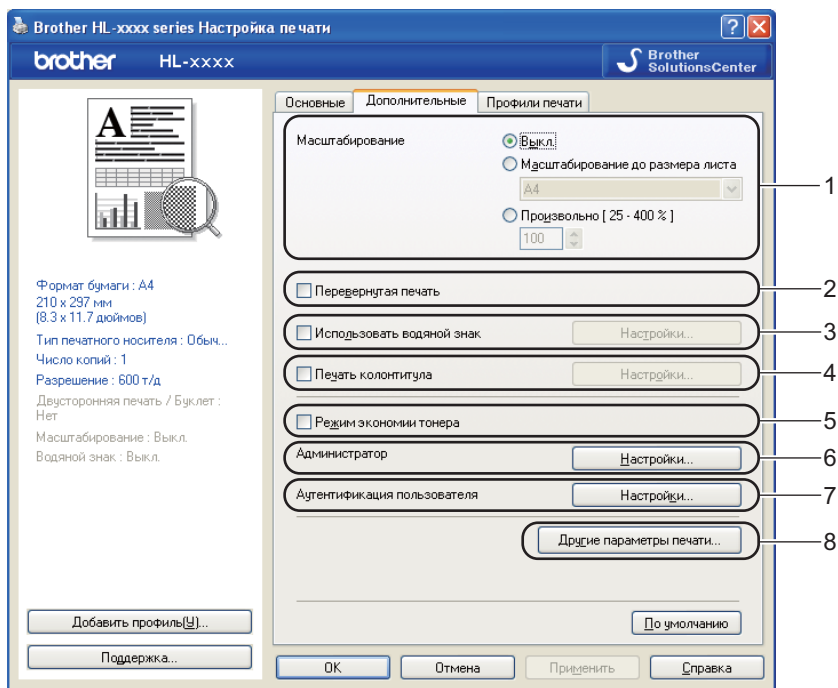 Brother HL-xxxx series Настройка печати
brother HL-xxxx
Brother
SolutionsCenter
A
Формат бумаги : A4
210 x 297 мм
(8.3 x 11.7 дюймов)
Тип печатного носителя : Обыч...
Число копий : 1
Разрешение : 600 т/д
Двусторонняя печать / Буклет :
Нет
Масштабирование : Выкл.
Водяной знак : Выкл.
Добавить профиль(У)...
Поддержка...
Основные Дополнительные Профили печати
Масштабирование
Выкл.
Масштабирование до размера листа
A4
Произвольно [ 25 - 400 % ]
100
1
Перевернутая печать
2
Использовать водяной знак Настройки...
3
Печать колонтитула Настройки...
4
Режим экономии тонера
5
Администратор Настройки...
6
Аутентификация пользователя Настройки...
7
Другие параметры печати...
8
По умолчанию
OK Отмена Применить Справка